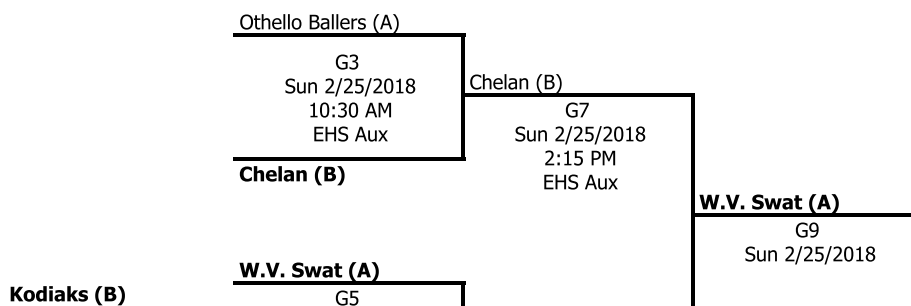 Othello Ballers (A)
G3
Sun 2/25/2018
10:30 AM
EHS Aux
Chelan (B)
Chelan (B)
G7
Sun 2/25/2018
2:15 PM
EHS Aux
W.V. Swat (A)
G9
Sun 2/25/2018
W.V. Swat (A)
G5
Kodiaks (B)